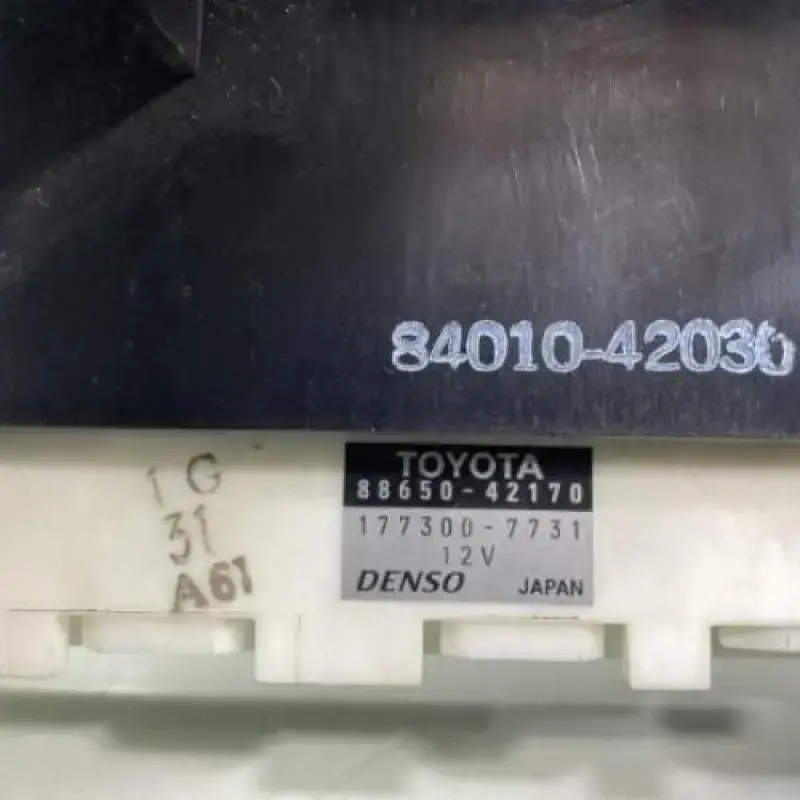 84010-42030
TOYOTA
88650-42170
177300-7731
12V
DENSO JAPAN
1G
31
A61